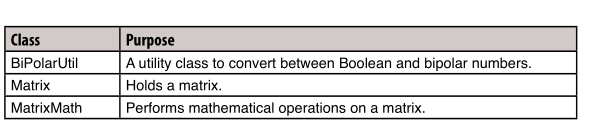 Class Purpose
BiPolarUtil A utility class to convert between Boolean and bipolar numbers.
Matrix Holds a matrix.
MatrixMath Performs mathematical operations on a matrix.